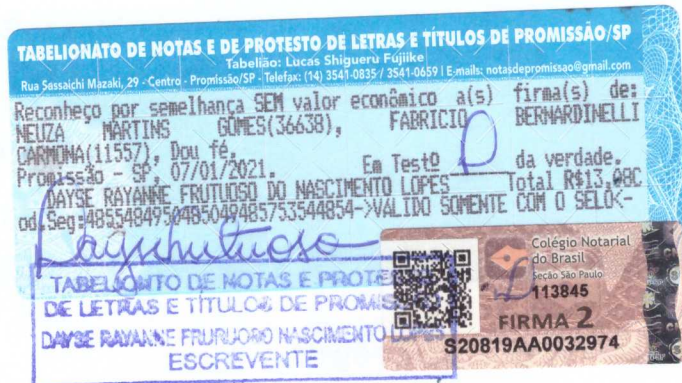 TABELIONATO DE NOTAS E DE PROTESTO DE LETRAS E TÍTULOS DE PROMISSÃO/SP
Tabelião: Lucas Shigueru Fujiike
Rua Sassaichi Mazaki, 29 - Centro - Promissão/SP - Telefax: (14) 3541-0835 / 3541-0659 | E-mails: notasdepromissao@gmail.com
Reconheço por semelhança SEM valor econômico a(s) firma(s) de:
NEUZA MARTINS GOMES(36638), FABRICIO BERNARDINELLI
CARMONA(11557), Dou fé.
Promissão - SP, 07/01/2021. Em Testº da verdade.
DAYSE RAYANNE FRUTUOSO DO NASCIMENTO LOPES Total R$13,08C
od.Seg:4855484950485048485753544854->VALIDO SOMENTE COM O SELO<-
Colégio Notarial
do Brasil
Seção São Paulo
113845
FIRMA 2
S20819AA0032974
TABELIONTO DE NOTAS E PROTE
DE LETRAS E TÍTULOS DE PROMIS
DAYSE RAYANNE FRURUOSO NASCIMENTO LOPES
ESCREVENTE